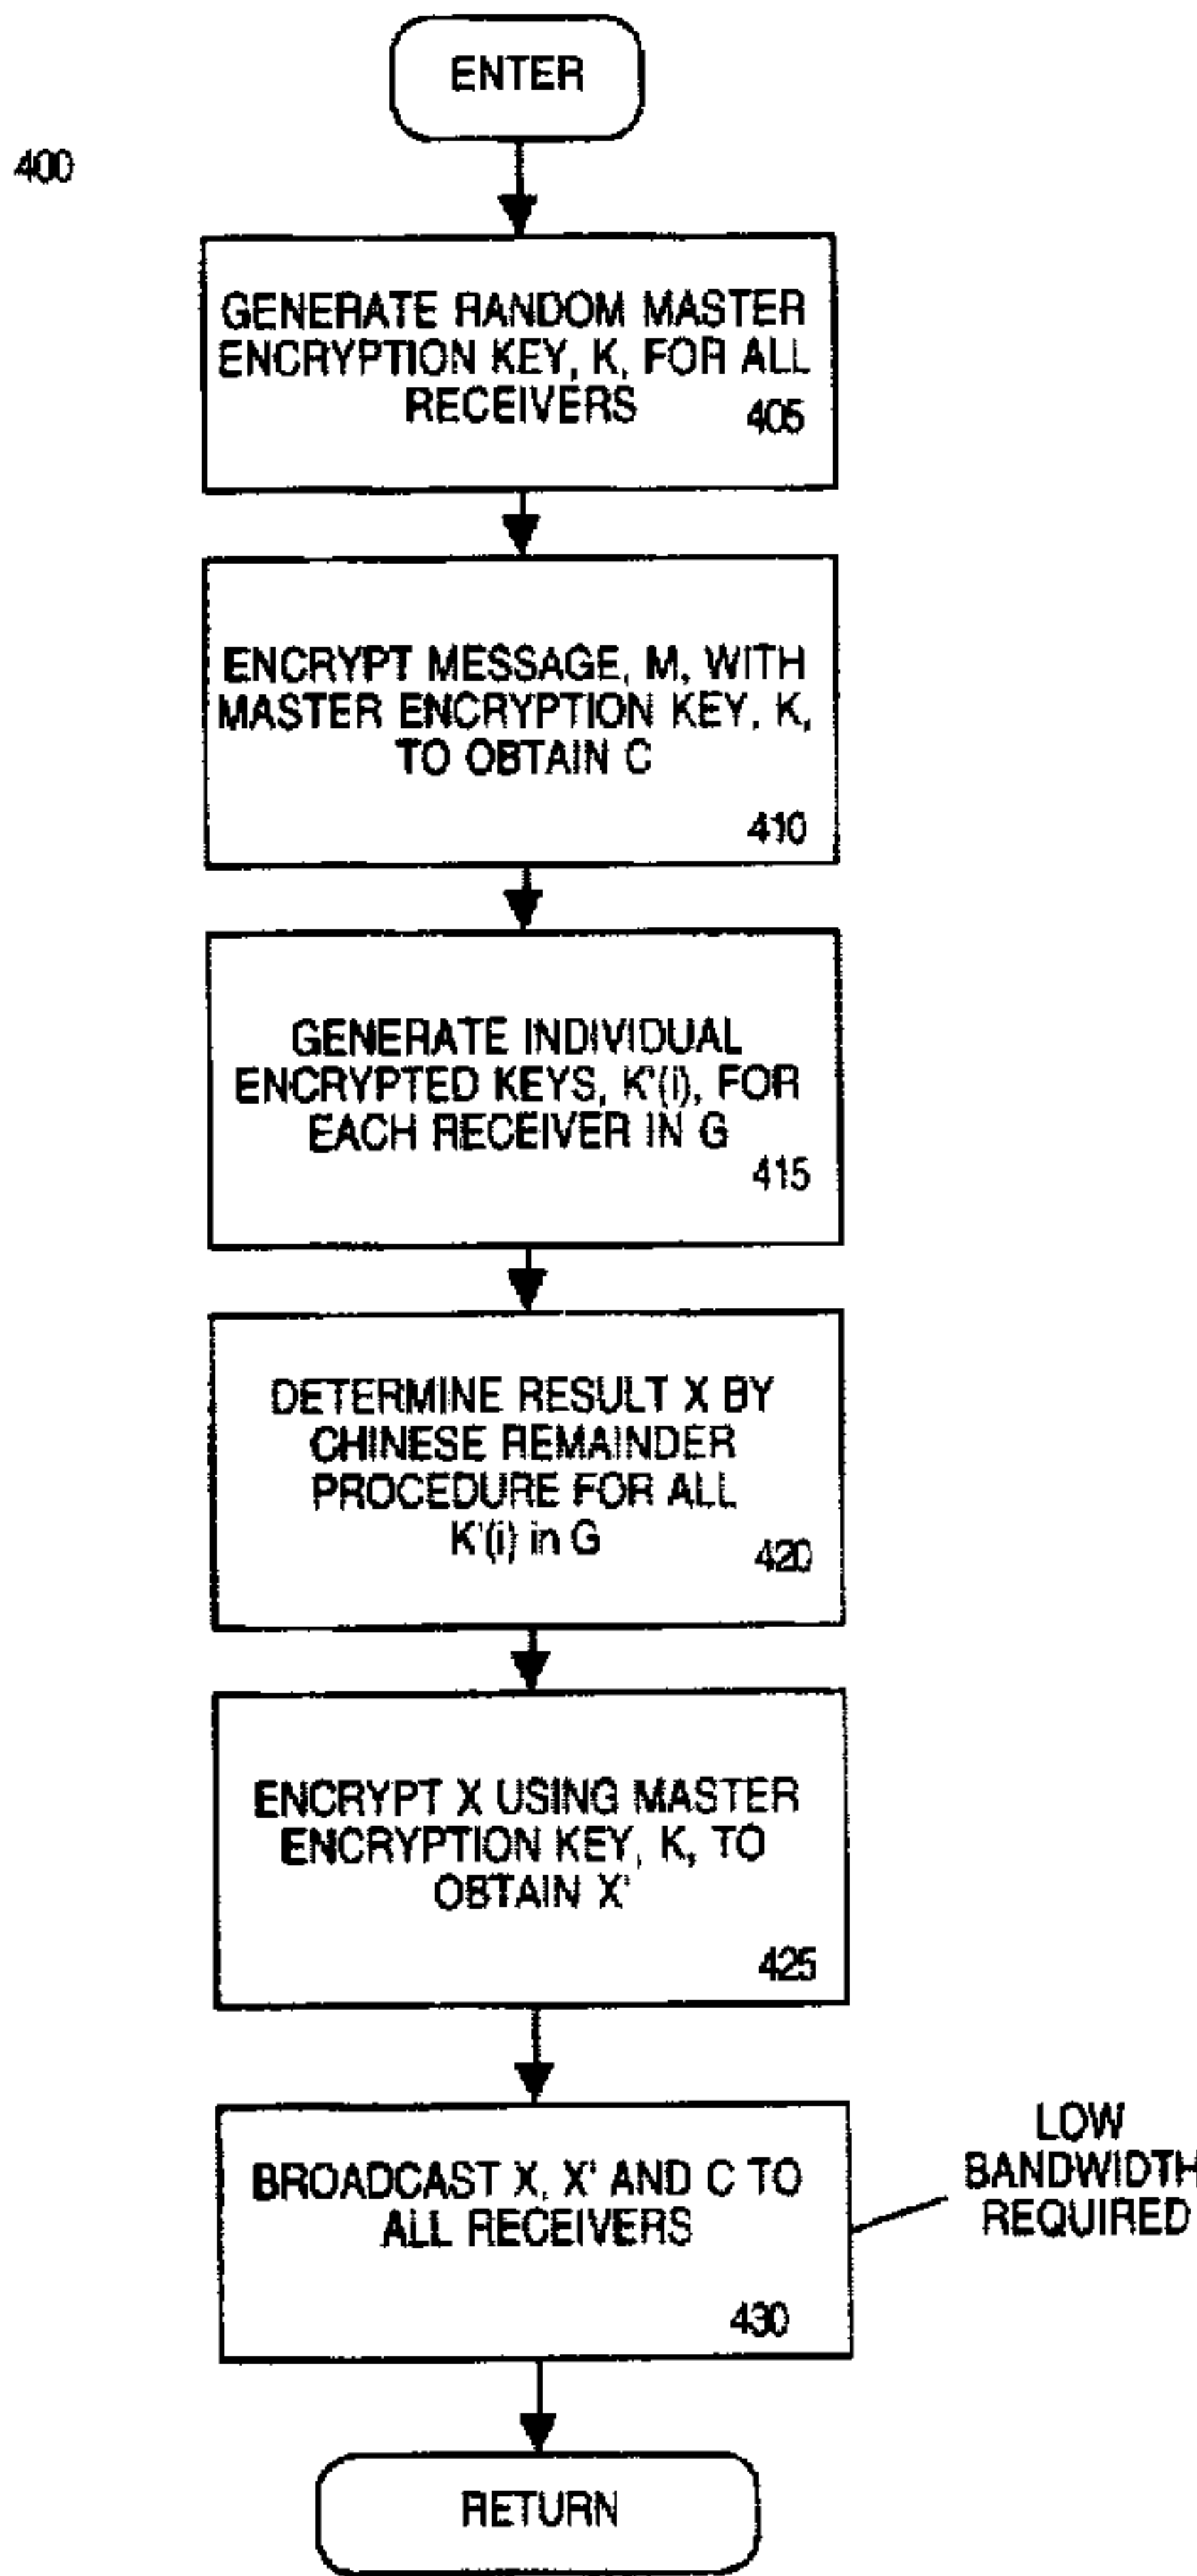 ENTER
400
GENERATE RANDOM MASTER
ENCRYPTION KEY, K, FOR ALL
RECEIVERS 405
ENCRYPT MESSAGE, M, WITH
MASTER ENCRYPTION KEY, K,
TO OBTAIN C
410
GENERATE INDIVIDUAL
ENCRYPTED KEYS, K'(i), FOR
EACH RECEIVER IN G
415
DETERMINE RESULT X BY
CHINESE REMAINDER
PROCEDURE FOR ALL
K'(i) in G 420
ENCRYPT X USING MASTER
ENCRYPTION KEY, K, TO
OBTAIN X'
425
BROADCAST X, X' AND C TO
ALL RECEIVERS
430
LOW
BANDWIDTH
REQUIRED
RETURN